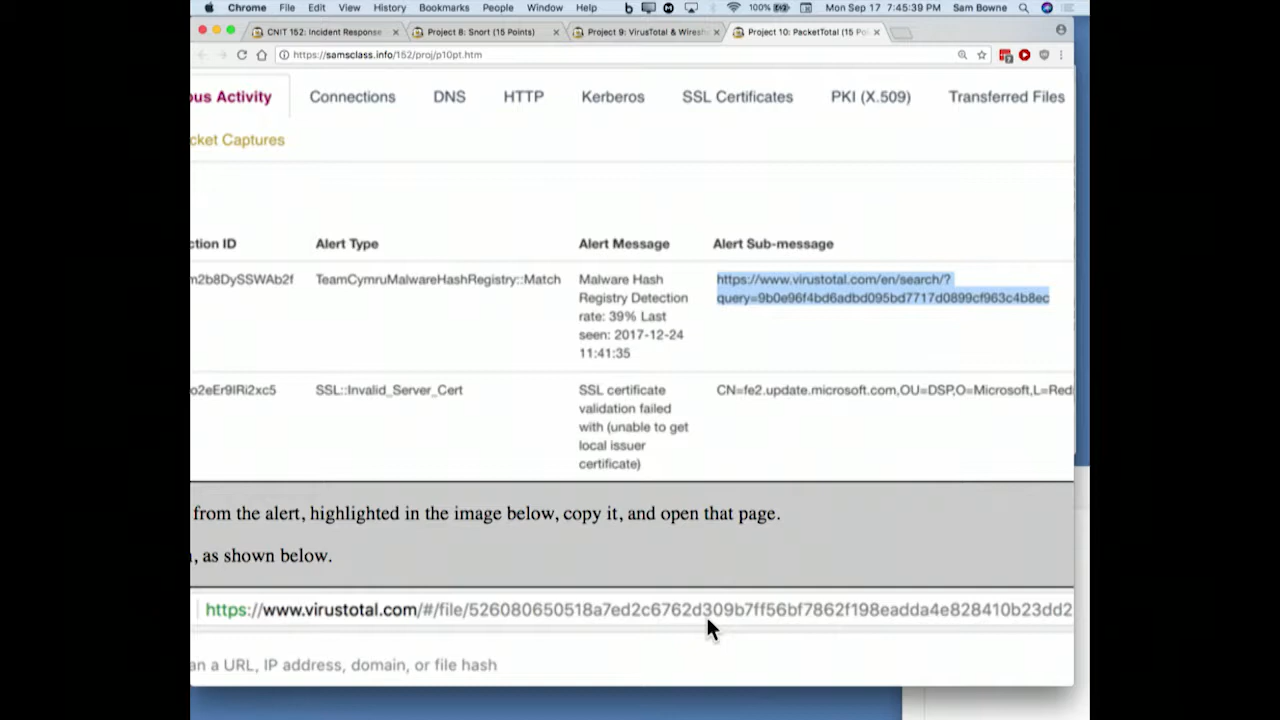 Chrome File Edit View History Bookmarks People Window Help 100% Mon Sep 17 7:45:39 PM Sam Bowne
CNIT 152: Incident Response Project 8: Snort (15 Points) Project 9: VirusTotal & Wiresh Project 10: PacketTotal (15 Po
https://samsclass.info/152/proj/p10pt.htm
ous Activity Connections DNS HTTP Kerberos SSL Certificates PKI (X.509) Transferred Files
cket Captures
ction ID Alert Type Alert Message Alert Sub-message
m2b8DySSWAb2f TeamCymruMalwareHashRegistry::Match Malware Hash https://www.virustotal.com/en/search/?
Registry Detection query=9b0e96f4bd6adbd095bd7717d0899cf963c4b8ec
rate: 39% Last
seen: 2017-12-24
11:41:35
o2eEr9IRi2xc5 SSL::Invalid_Server_Cert SSL certificate CN=fe2.update.microsoft.com,OU=DSP,O=Microsoft,L=Red
validation failed
with (unable to get
local issuer
certificate)
from the alert, highlighted in the image below, copy it, and open that page.
, as shown below.
https://www.virustotal.com/#/file/526080650518a7ed2c6762d309b7ff56bf7862f198eadda4e828410b23dd2
an a URL, IP address, domain, or file hash